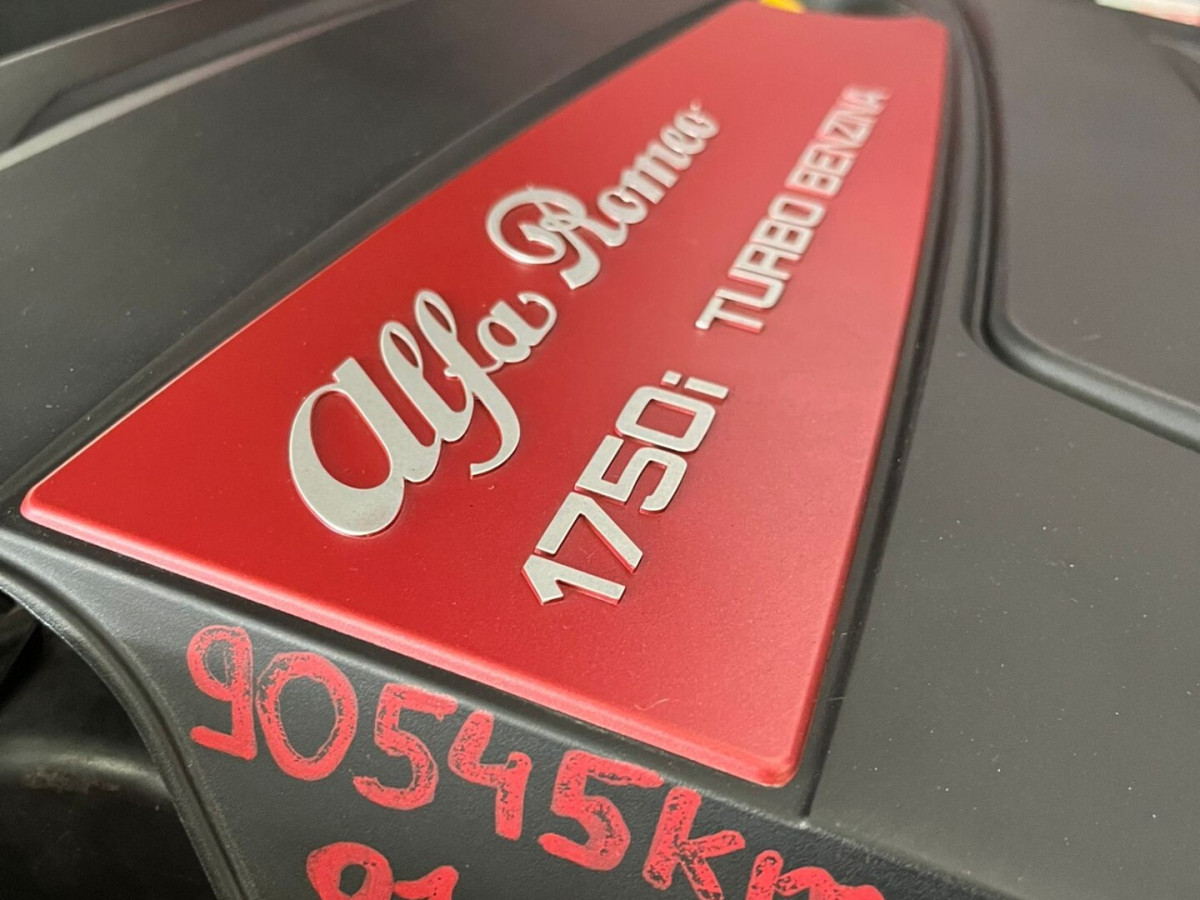 Alfa Romeo
1750i TURBO BENZINA
90545km